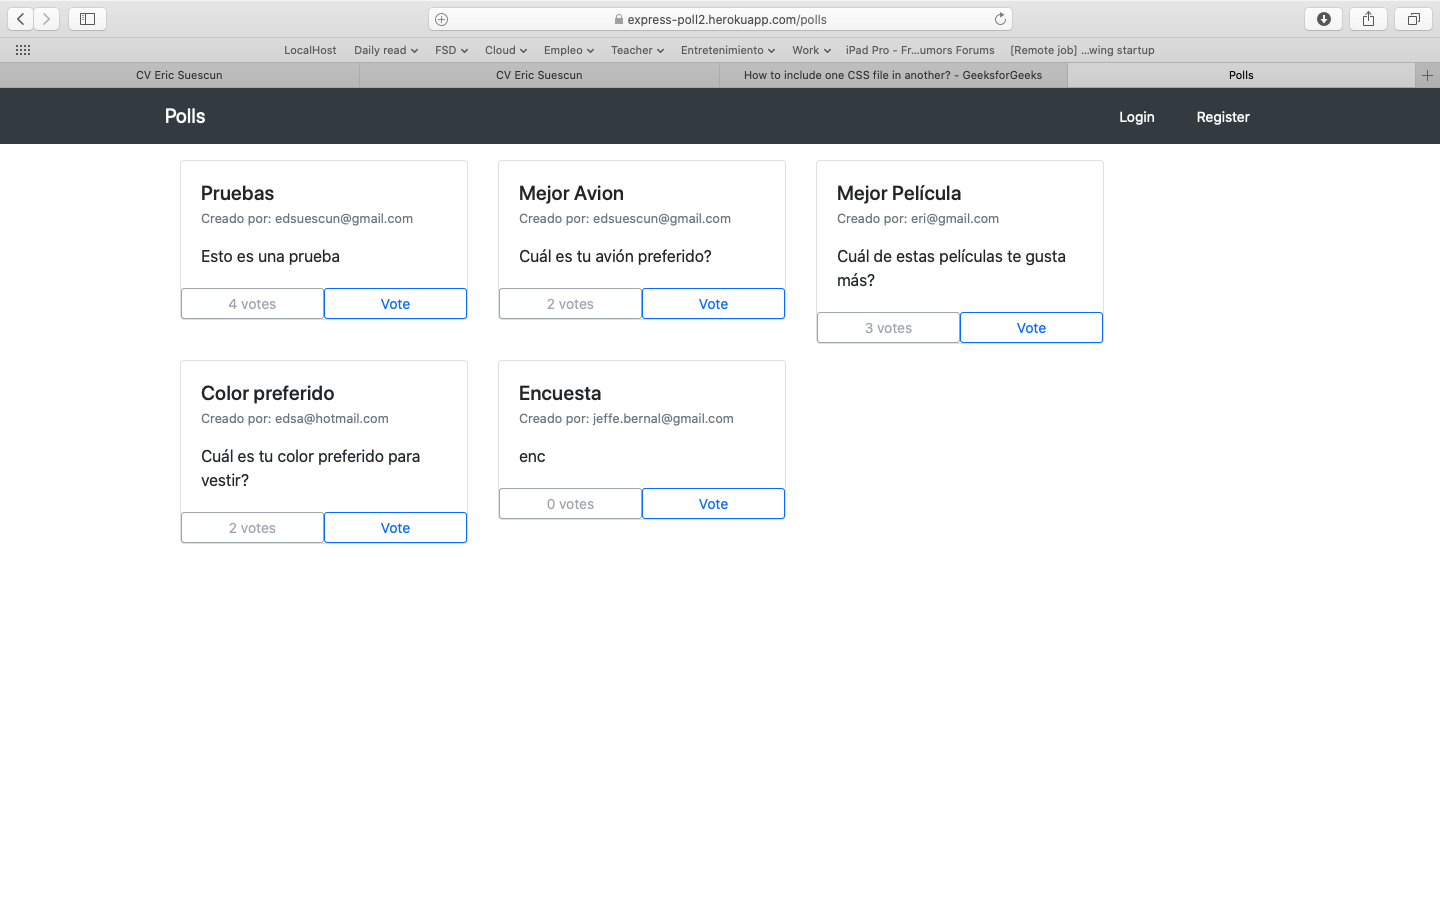 express-poll2.herokuapp.com/polls
LocalHost Daily read FSD Cloud Empleo Teacher Entretenimiento Work iPad Pro - Fr...umors Forums [Remote job] ...wing startup
CV Eric Suescun CV Eric Suescun How to include one CSS file in another? - GeeksforGeeks Polls
Polls Login Register
Pruebas
Creado por: edsuescun@gmail.com
Esto es una prueba
4 votes Vote
Mejor Avion
Creado por: edsuescun@gmail.com
Cuál es tu avión preferido?
2 votes Vote
Mejor Película
Creado por: eri@gmail.com
Cuál de estas películas te gusta
más?
3 votes Vote
Color preferido
Creado por: edsa@hotmail.com
Cuál es tu color preferido para
vestir?
2 votes Vote
Encuesta
Creado por: jeffe.bernal@gmail.com
enc
0 votes Vote